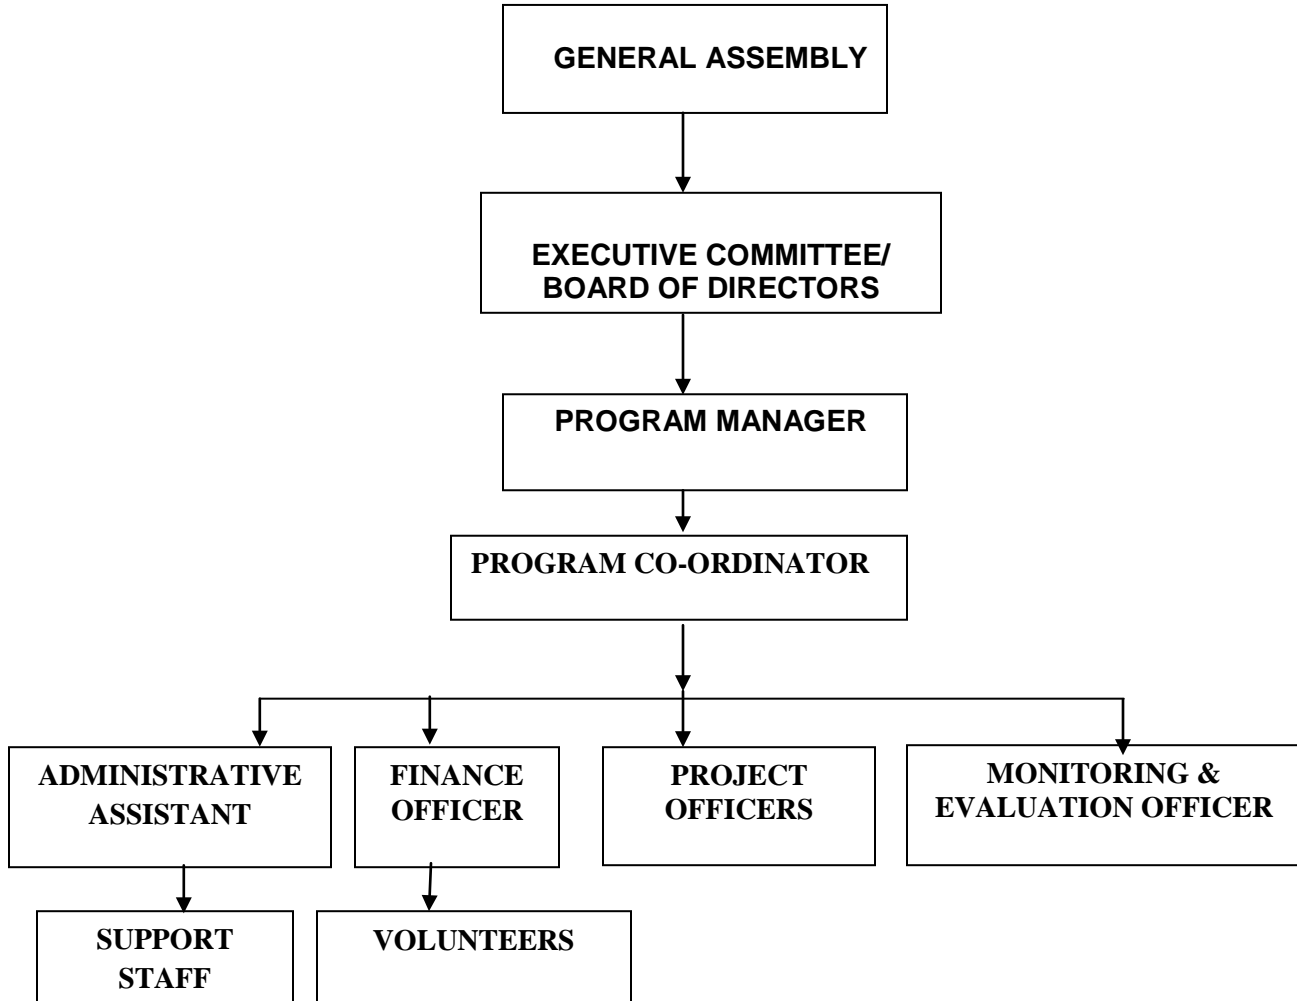 GENERAL ASSEMBLY
EXECUTIVE COMMITTEE/
BOARD OF DIRECTORS
PROGRAM MANAGER
PROGRAM CO-ORDINATOR
ADMINISTRATIVE
ASSISTANT
FINANCE
OFFICER
PROJECT
OFFICERS
MONITORING &
EVALUATION OFFICER
SUPPORT
STAFF
VOLUNTEERS